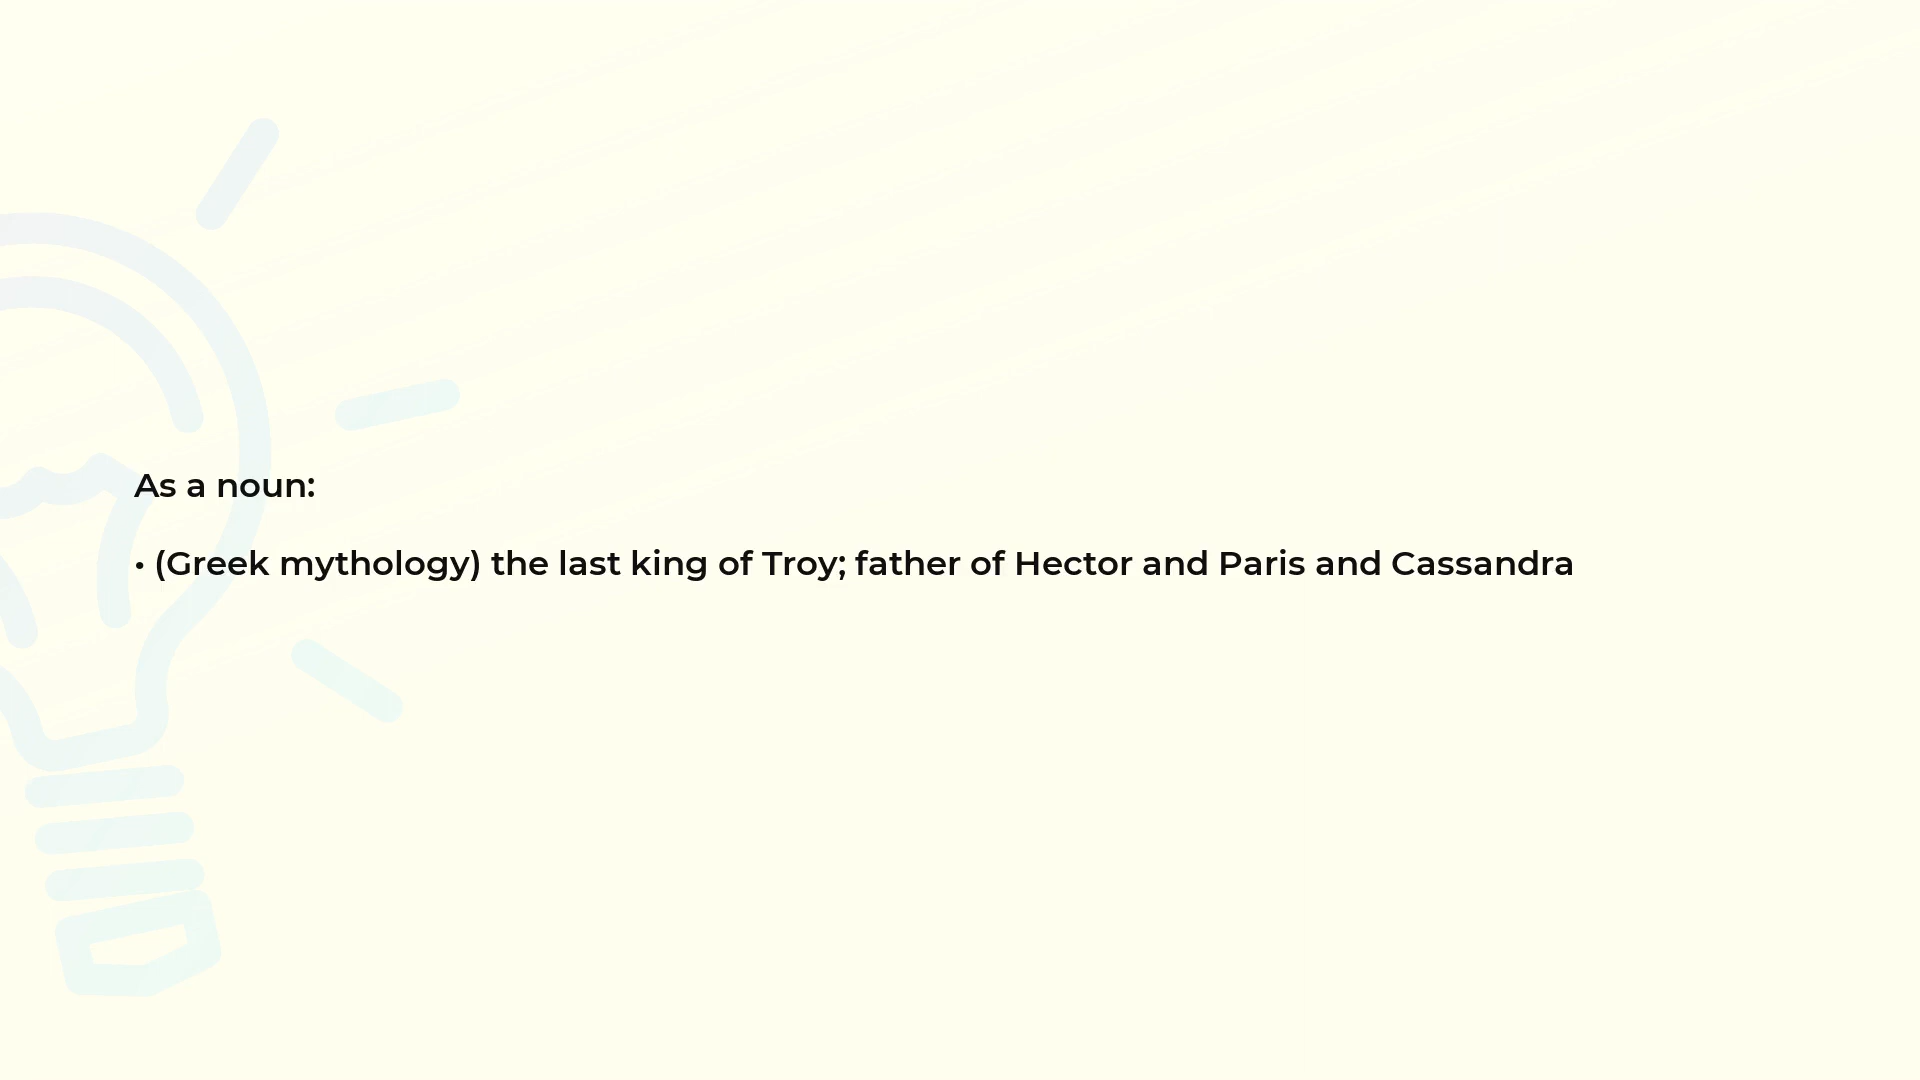 As a noun:
• (Greek mythology) the last king of Troy; father of Hector and Paris and Cassandra